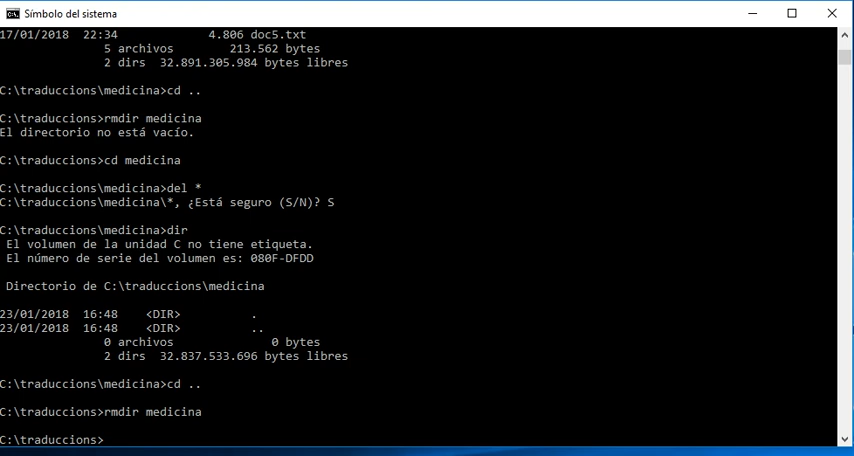 Símbolo del sistema
17/01/2018  22:34             4.806 doc5.txt
               5 archivos        213.562 bytes
               2 dirs  32.891.305.984 bytes libres
C:\traduccions\medicina>cd ..
C:\traduccions>rmdir medicina
El directorio no está vacío.
C:\traduccions>cd medicina
C:\traduccions\medicina>del *
C:\traduccions\medicina\*, ¿Está seguro (S/N)? S
C:\traduccions\medicina>dir
 El volumen de la unidad C no tiene etiqueta.
 El número de serie del volumen es: 080F-DFDD
 Directorio de C:\traduccions\medicina
23/01/2018  16:48    <DIR>          .
23/01/2018  16:48    <DIR>          ..
               0 archivos              0 bytes
               2 dirs  32.837.533.696 bytes libres
C:\traduccions\medicina>cd ..
C:\traduccions>rmdir medicina
C:\traduccions>